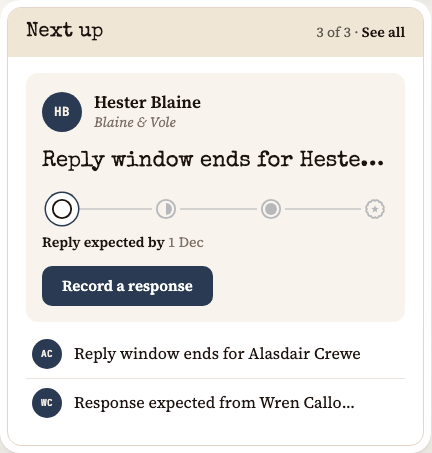 Next up
3 of 3 · See all
HB
Hester Blaine
Blaine & Vole
Reply window ends for Heste...
Reply expected by 1 Dec
Record a response
AC
Reply window ends for Alasdair Crewe
WC
Response expected from Wren Callo...